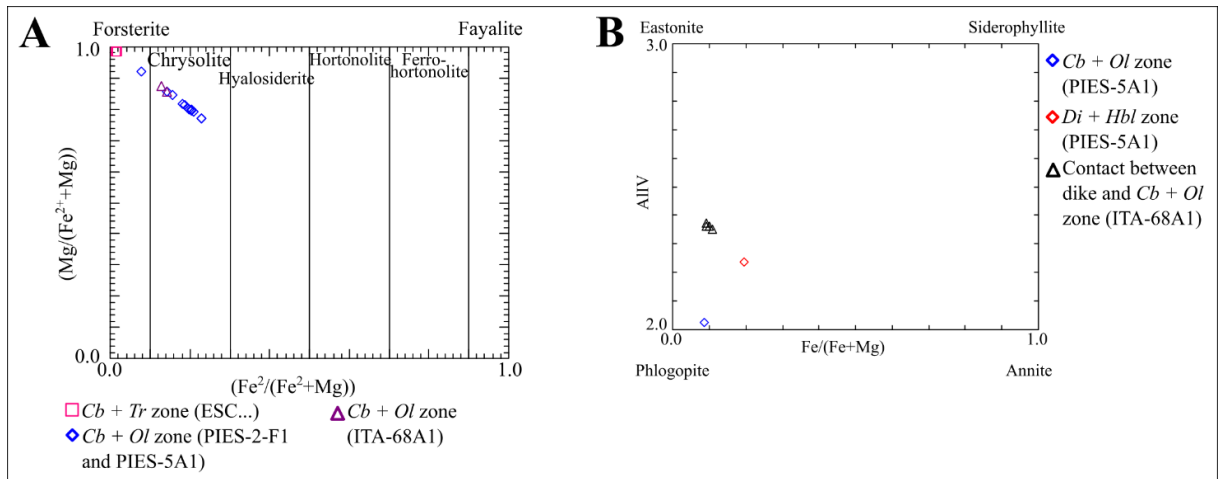 A
Forsterite
Fayalite
1.0
Chrysolite
Hyalosiderite
Hortonolite
Ferro-
hortonolite
(Mg/(Fe²⁺+Mg))
0.0
0.0
1.0
(Fe²/(Fe²+Mg))
Cb + Tr zone (ESC...)
Cb + Ol zone (PIES-2-F1
and PIES-5A1)
Cb + Ol zone
(ITA-68A1)
B
Eastonite
Siderophyllite
3.0
AlIV
2.0
0.0
1.0
Fe/(Fe+Mg)
Phlogopite
Annite
Cb + Ol zone
(PIES-5A1)
Di + Hbl zone
(PIES-5A1)
Contact between
dike and Cb + Ol
zone (ITA-68A1)